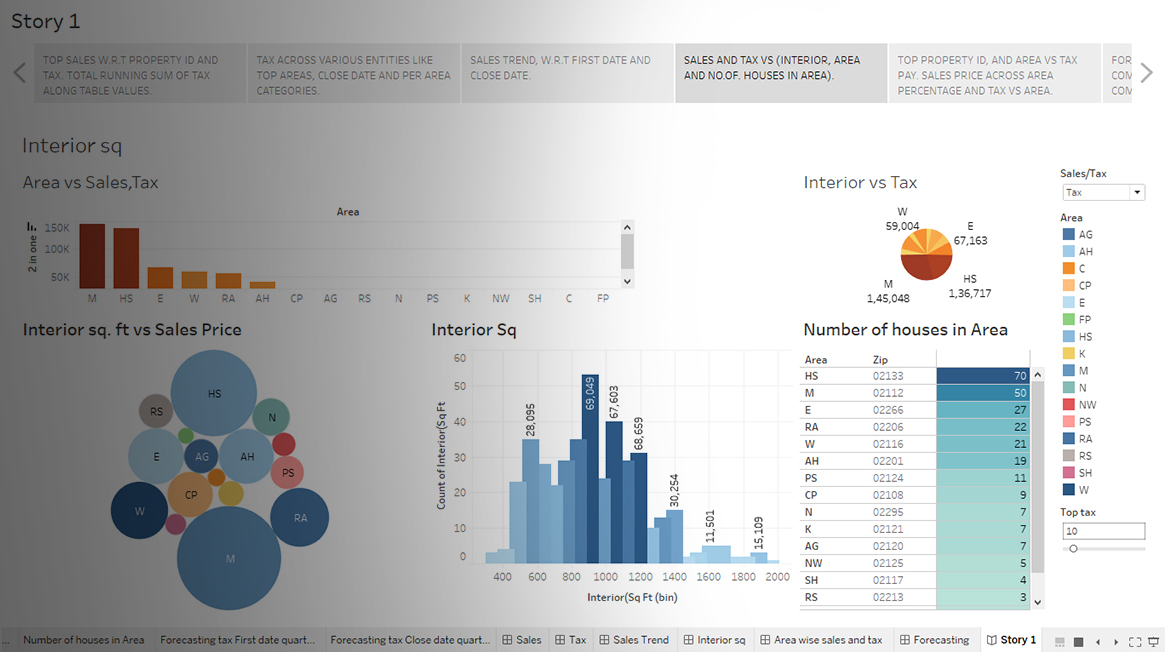 Story 1
TOP SALES W.R.T PROPERTY ID AND
TAX. TOTAL RUNNING SUM OF TAX
ALONG TABLE VALUES.
TAX ACROSS VARIOUS ENTITIES LIKE
TOP AREAS, CLOSE DATE AND PER AREA
CATEGORIES.
SALES TREND, W.R.T FIRST DATE AND
CLOSE DATE.
SALES AND TAX VS (INTERIOR, AREA
AND NO.OF. HOUSES IN AREA).
TOP PROPERTY ID, AND AREA VS TAX
PAY. SALES PRICE ACROSS AREA
PERCENTAGE AND TAX VS AREA.
FOR
COM
COM
Interior sq
Area vs Sales,Tax
Area
2 in one
150K
100K
50K
M HS E W RA AH CP AG RS N PS K NW SH C FP
Interior vs Tax
W
59,004
E
67,163
HS
1,36,717
M
1,45,048
Sales/Tax
Tax
Area
AG
AH
C
CP
E
FP
HS
K
M
N
NW
PS
RA
RS
SH
W
Top tax
10
Interior sq. ft vs Sales Price
HS
RS
N
E
AG
AH
PS
CP
W
RA
M
Interior Sq
Count of Interior(Sq Ft
60
50
40
30
20
10
0
28,095
69,049
67,603
68,659
30,254
11,501
15,109
400 600 800 1000 1200 1400 1600 1800 2000
Interior(Sq Ft (bin)
Number of houses in Area
Area Zip
HS 02133 70
M 02112 50
E 02266 27
RA 02206 22
W 02116 21
AH 02201 19
PS 02124 11
CP 02108 9
N 02295 7
K 02121 7
AG 02120 7
NW 02125 5
SH 02117 4
RS 02213 3
... Number of houses in Area Forecasting tax First date quart... Forecasting tax Close date quart... Sales Tax Sales Trend Interior sq Area wise sales and tax Forecasting Story 1